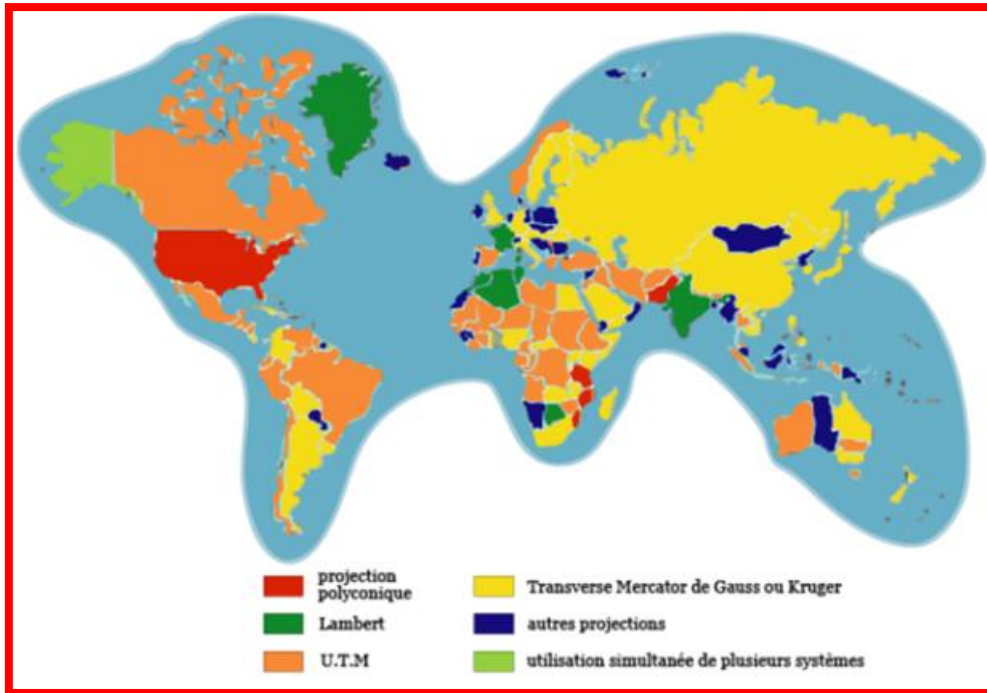 projection
polyconique
Lambert
U.T.M
Transverse Mercator de Gauss ou Kruger
autres projections
utilisation simultanée de plusieurs systèmes